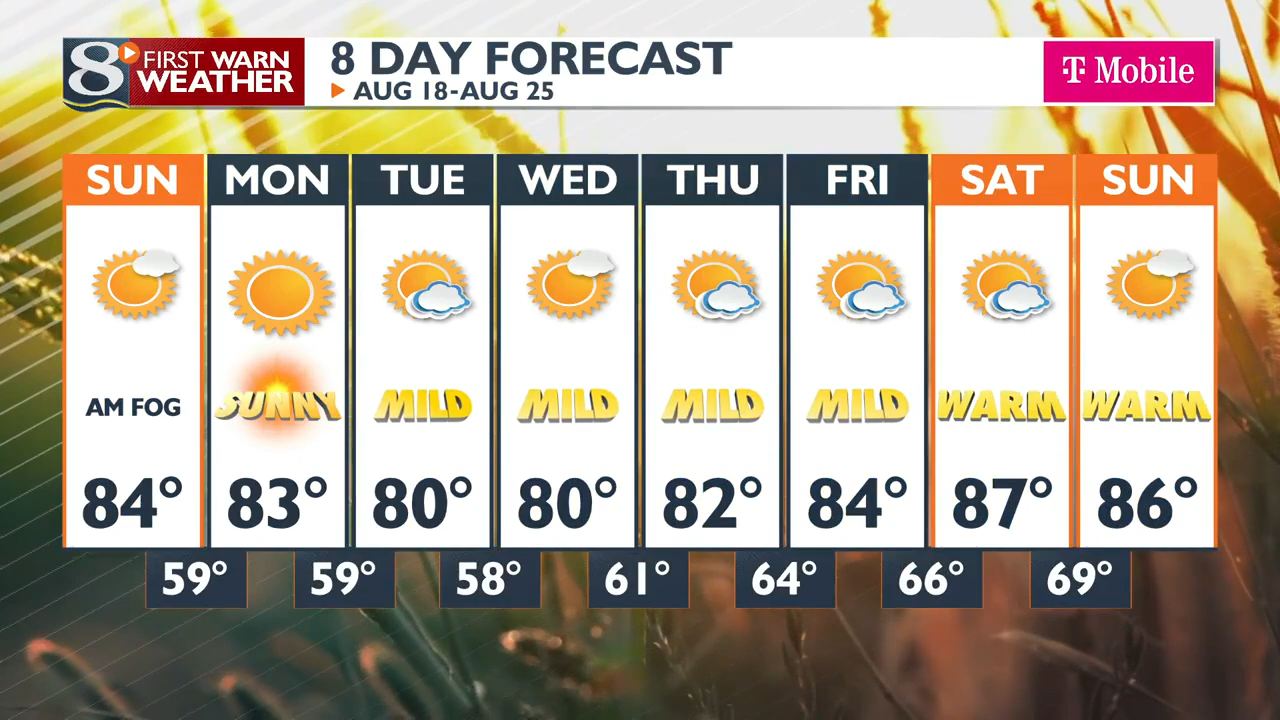 8 FIRST WARN
WEATHER
8 DAY FORECAST
AUG 18-AUG 25
T Mobile
SUN MON TUE WED THU FRI SAT SUN
AM FOG SUNNY MILD MILD MILD MILD WARM WARM
84° 83° 80° 80° 82° 84° 87° 86°
59° 59° 58° 61° 64° 66° 69°